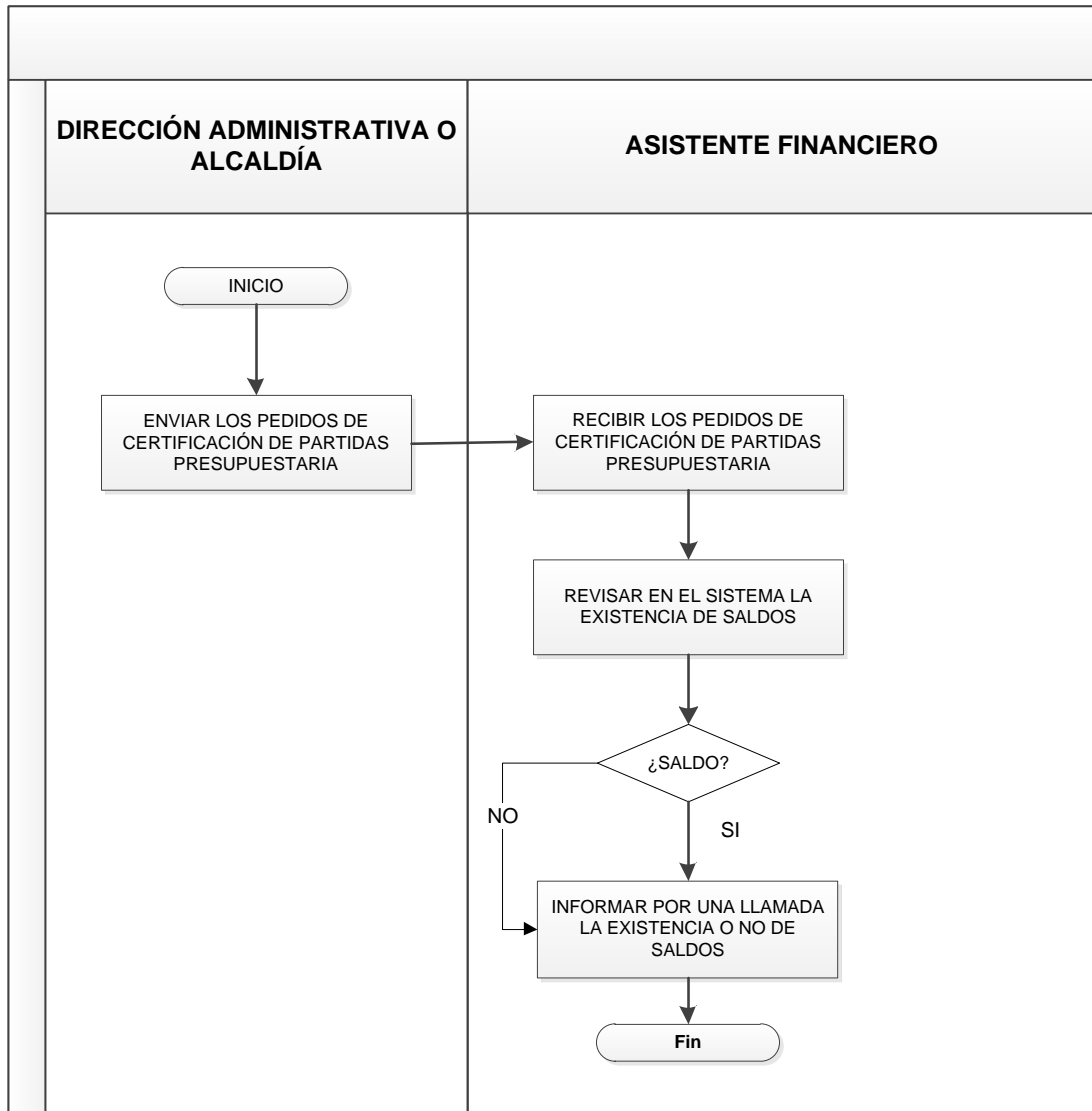 DIRECCIÓN ADMINISTRATIVA O
ALCALDÍA
ASISTENTE FINANCIERO
INICIO
ENVIAR LOS PEDIDOS DE
CERTIFICACIÓN DE PARTIDAS
PRESUPUESTARIA
RECIBIR LOS PEDIDOS DE
CERTIFICACIÓN DE PARTIDAS
PRESUPUESTARIA
REVISAR EN EL SISTEMA LA
EXISTENCIA DE SALDOS
¿SALDO?
NO
SI
INFORMAR POR UNA LLAMADA
LA EXISTENCIA O NO DE
SALDOS
Fin